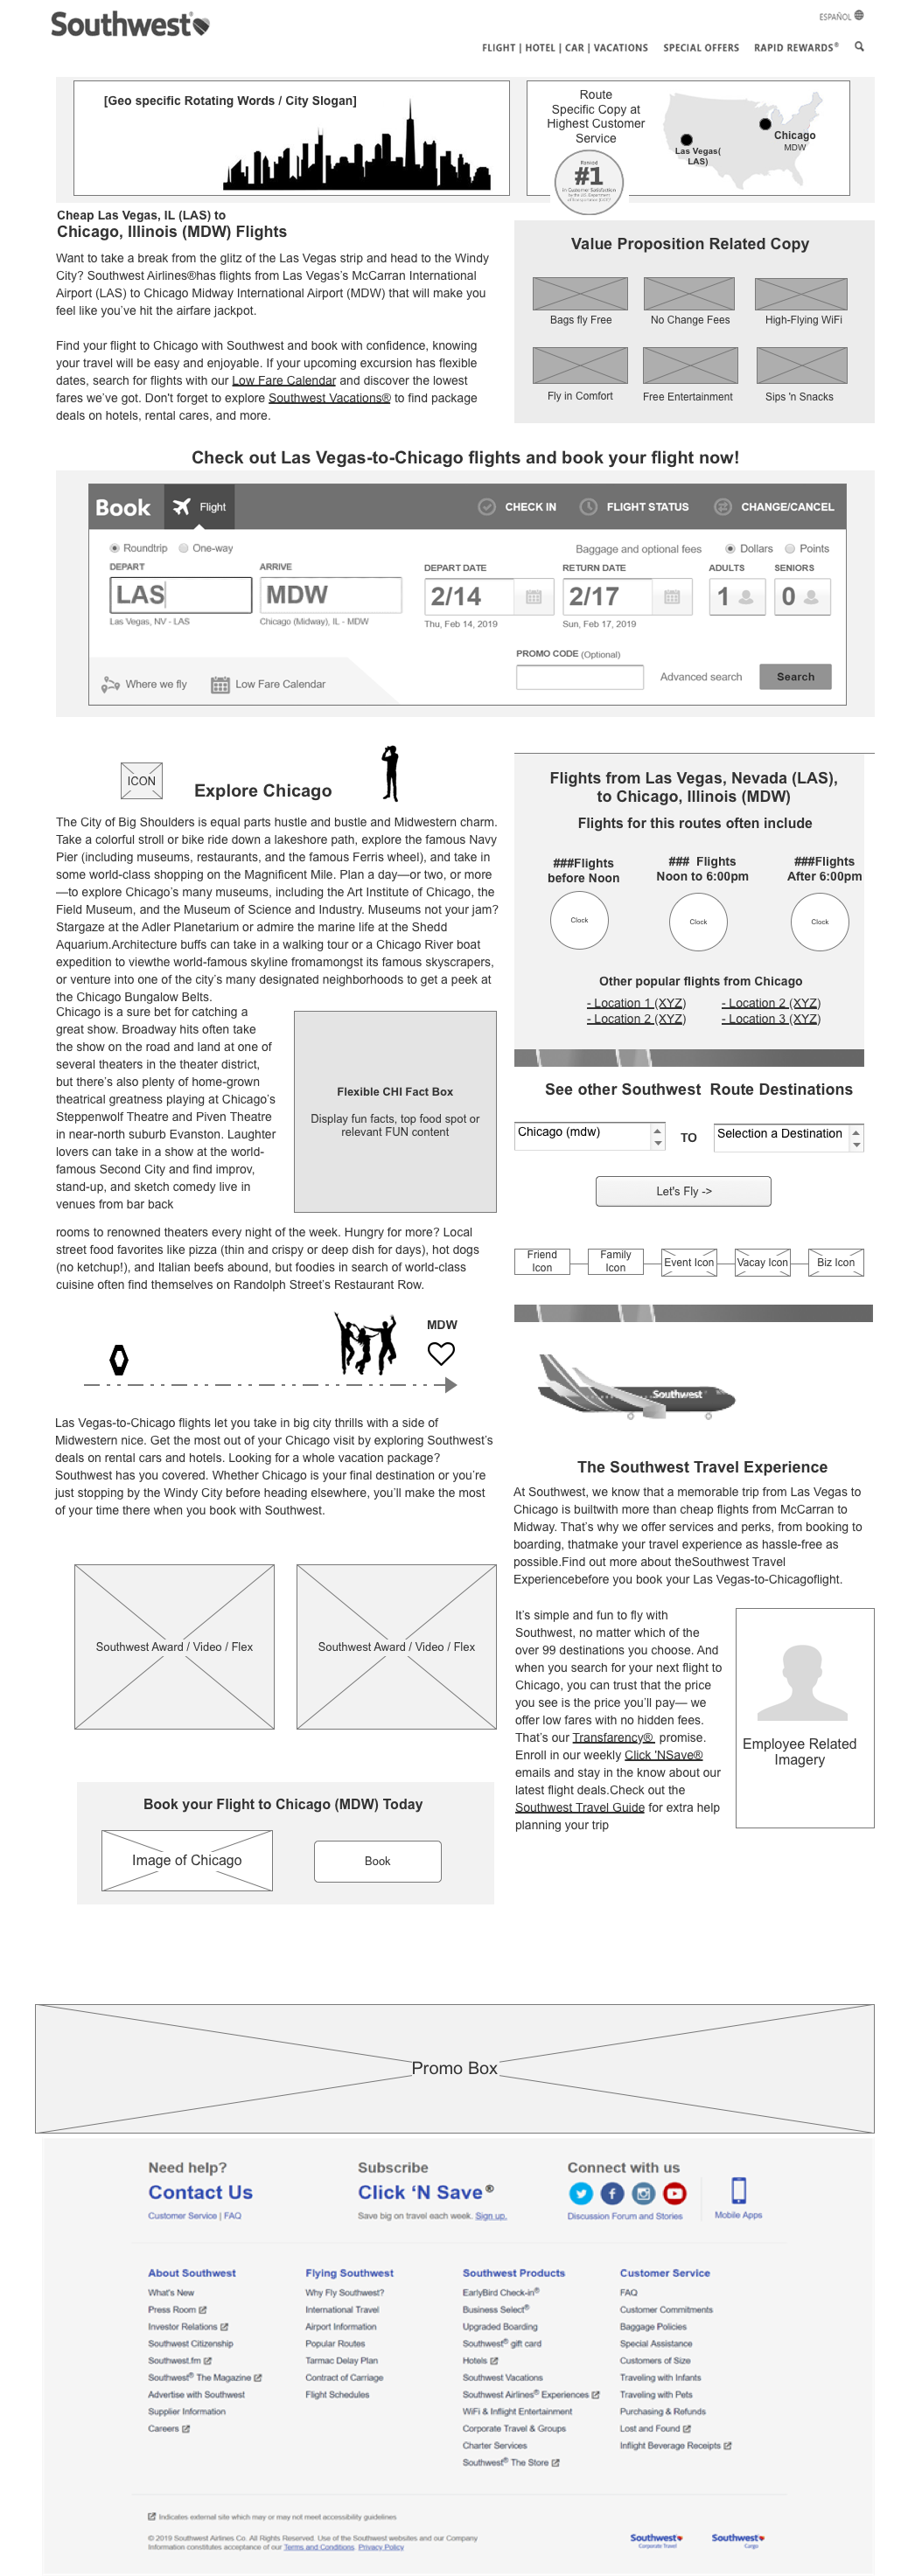 Southwest®
ESPAÑOL
FLIGHT | HOTEL | CAR | VACATIONS SPECIAL OFFERS RAPID REWARDS®
[Geo specific Rotating Words / City Slogan]
Route
Specific Copy at
Highest Customer
Service
Ranked
#1
in Customer Satisfaction
Chicago
MDW
Las Vegas(
LAS)
Cheap Las Vegas, IL (LAS) to
Chicago, Illinois (MDW) Flights
Want to take a break from the glitz of the Las Vegas strip and head to the Windy
City? Southwest Airlines®has flights from Las Vegas's McCarran International
Airport (LAS) to Chicago Midway International Airport (MDW) that will make you
feel like you've hit the airfare jackpot.
Find your flight to Chicago with Southwest and book with confidence, knowing
your travel will be easy and enjoyable. If your upcoming excursion has flexible
dates, search for flights with our Low Fare Calendar and discover the lowest
fares we've got. Don't forget to explore Southwest Vacations® to find package
deals on hotels, rental cares, and more.
Value Proposition Related Copy
Bags fly Free No Change Fees High-Flying WiFi
Fly in Comfort Free Entertainment Sips 'n Snacks
Check out Las Vegas-to-Chicago flights and book your flight now!
Book Flight CHECK IN FLIGHT STATUS CHANGE/CANCEL
Roundtrip One-way Baggage and optional fees Dollars Points
DEPART ARRIVE DEPART DATE RETURN DATE ADULTS SENIORS
LAS MDW 2/14 2/17 1 0
Las Vegas, NV - LAS Chicago (Midway), IL - MDW Thu, Feb 14, 2019 Sun, Feb 17, 2019
PROMO CODE (Optional)
Where we fly Low Fare Calendar Advanced search Search
ICON
Explore Chicago
The City of Big Shoulders is equal parts hustle and bustle and Midwestern charm.
Take a colorful stroll or bike ride down a lakeshore path, explore the famous Navy
Pier (including museums, restaurants, and the famous Ferris wheel), and take in
some world-class shopping on the Magnificent Mile. Plan a day—or two, or more
—to explore Chicago's many museums, including the Art Institute of Chicago, the
Field Museum, and the Museum of Science and Industry. Museums not your jam?
Stargaze at the Adler Planetarium or admire the marine life at the Shedd
Aquarium.Architecture buffs can take in a walking tour or a Chicago River boat
expedition to viewthe world-famous skyline fromamongst its famous skyscrapers,
or venture into one of the city's many designated neighborhoods to get a peek at
the Chicago Bungalow Belts.
Chicago is a sure bet for catching a
great show. Broadway hits often take
the show on the road and land at one of
several theaters in the theater district,
but there's also plenty of home-grown
theatrical greatness playing at Chicago's
Steppenwolf Theatre and Piven Theatre
in near-north suburb Evanston. Laughter
lovers can take in a show at the world-
famous Second City and find improv,
stand-up, and sketch comedy live in
venues from bar back
Flexible CHI Fact Box
Display fun facts, top food spot or
relevant FUN content
rooms to renowned theaters every night of the week. Hungry for more? Local
street food favorites like pizza (thin and crispy or deep dish for days), hot dogs
(no ketchup!), and Italian beefs abound, but foodies in search of world-class
cuisine often find themselves on Randolph Street's Restaurant Row.
MDW
Las Vegas-to-Chicago flights let you take in big city thrills with a side of
Midwestern nice. Get the most out of your Chicago visit by exploring Southwest's
deals on rental cars and hotels. Looking for a whole vacation package?
Southwest has you covered. Whether Chicago is your final destination or you're
just stopping by the Windy City before heading elsewhere, you'll make the most
of your time there when you book with Southwest.
Southwest Award / Video / Flex Southwest Award / Video / Flex
Book your Flight to Chicago (MDW) Today
Image of Chicago Book
Flights from Las Vegas, Nevada (LAS),
to Chicago, Illinois (MDW)
Flights for this routes often include
###Flights
before Noon
### Flights
Noon to 6:00pm
###Flights
After 6:00pm
Clock Clock Clock
Other popular flights from Chicago
- Location 1 (XYZ) - Location 2 (XYZ)
- Location 2 (XYZ) - Location 3 (XYZ)
See other Southwest Route Destinations
Chicago (mdw) TO Selection a Destination
Let's Fly ->
Friend
Icon
Family
Icon
Event Icon
Vacay Icon
Biz Icon
Southwest
The Southwest Travel Experience
At Southwest, we know that a memorable trip from Las Vegas to
Chicago is builtwith more than cheap flights from McCarran to
Midway. That's why we offer services and perks, from booking to
boarding, thatmake your travel experience as hassle-free as
possible.Find out more about theSouthwest Travel
Experiencebefore you book your Las Vegas-to-Chicagoflight.
It's simple and fun to fly with
Southwest, no matter which of the
over 99 destinations you choose. And
when you search for your next flight to
Chicago, you can trust that the price
you see is the price you'll pay— we
offer low fares with no hidden fees.
That's our Transfarency® promise.
Enroll in our weekly Click 'NSave®
emails and stay in the know about our
latest flight deals.Check out the
Southwest Travel Guide for extra help
planning your trip
Employee Related
Imagery
Promo Box
Need help? Subscribe Connect with us
Contact Us Click 'N Save®
Customer Service | FAQ Save big on travel each week. Sign up. Discussion Forum and Stories Mobile Apps
About Southwest Flying Southwest Southwest Products Customer Service
What's New Why Fly Southwest? EarlyBird Check-in® FAQ
Press Room International Travel Business Select® Customer Commitments
Investor Relations Airport Information Upgraded Boarding Baggage Policies
Southwest Citizenship Popular Routes Southwest® gift card Special Assistance
Southwest.fm Tarmac Delay Plan Hotels Customers of Size
Southwest® The Magazine Contract of Carriage Southwest Vacations Traveling with Infants
Advertise with Southwest Flight Schedules Southwest Airlines® Experiences Traveling with Pets
Supplier Information WiFi & Inflight Entertainment Purchasing & Refunds
Careers Corporate Travel & Groups Lost and Found
Charter Services Inflight Beverage Receipts
Southwest® The Store
Indicates external site which may or may not meet accessibility guidelines
© 2019 Southwest Airlines Co. All Rights Reserved. Use of the Southwest websites and our Company
Information constitutes acceptance of our Terms and Conditions. Privacy Policy
Southwest
Corporate Travel
Southwest
Cargo